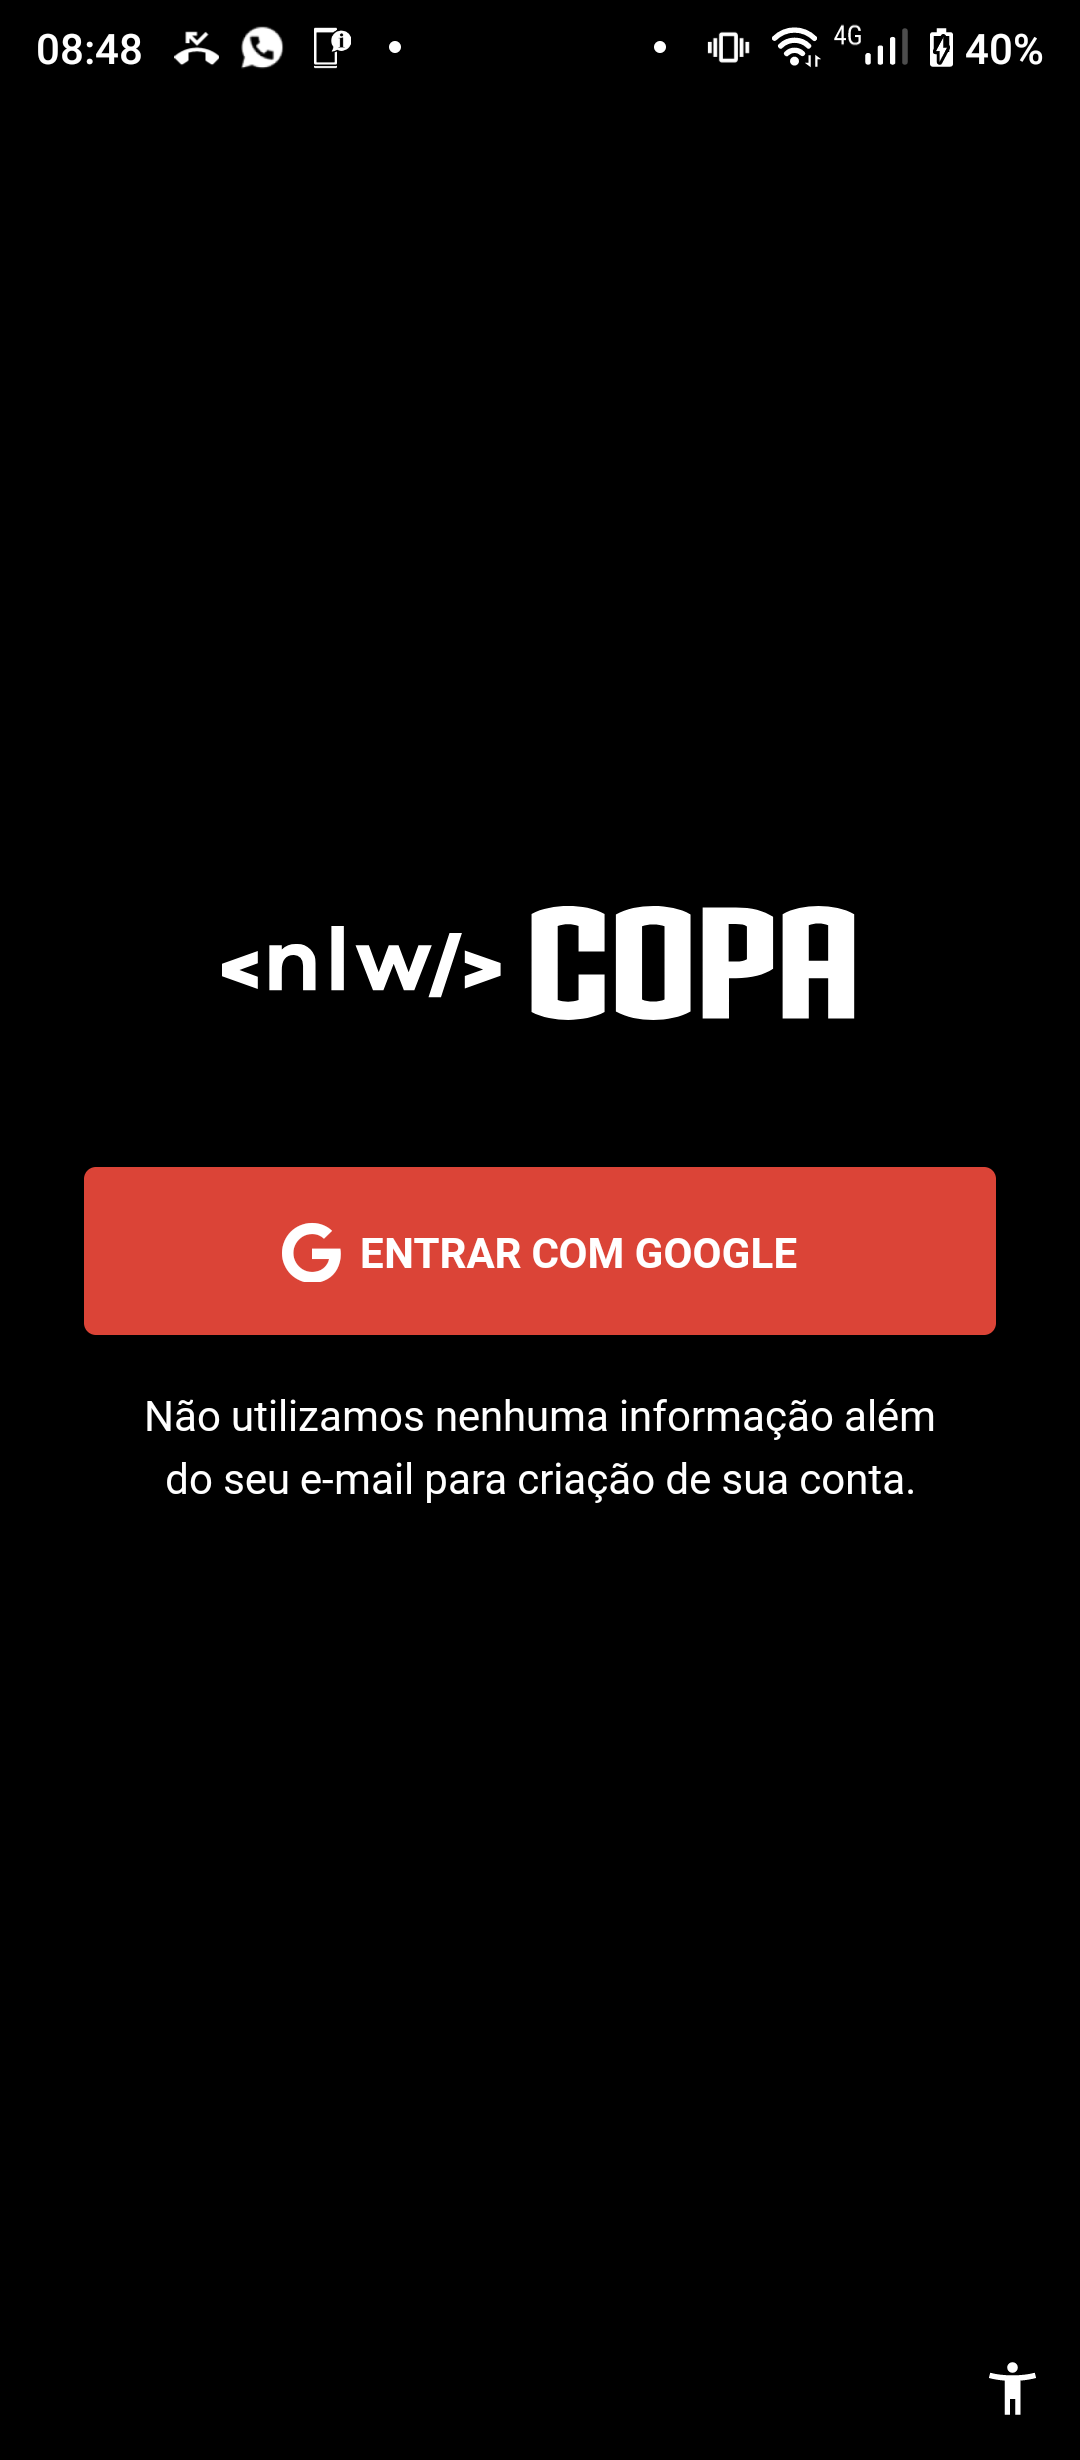 08:48
4G
40%
<nlw/> COPA
ENTRAR COM GOOGLE
Não utilizamos nenhuma informação além
do seu e-mail para criação de sua conta.